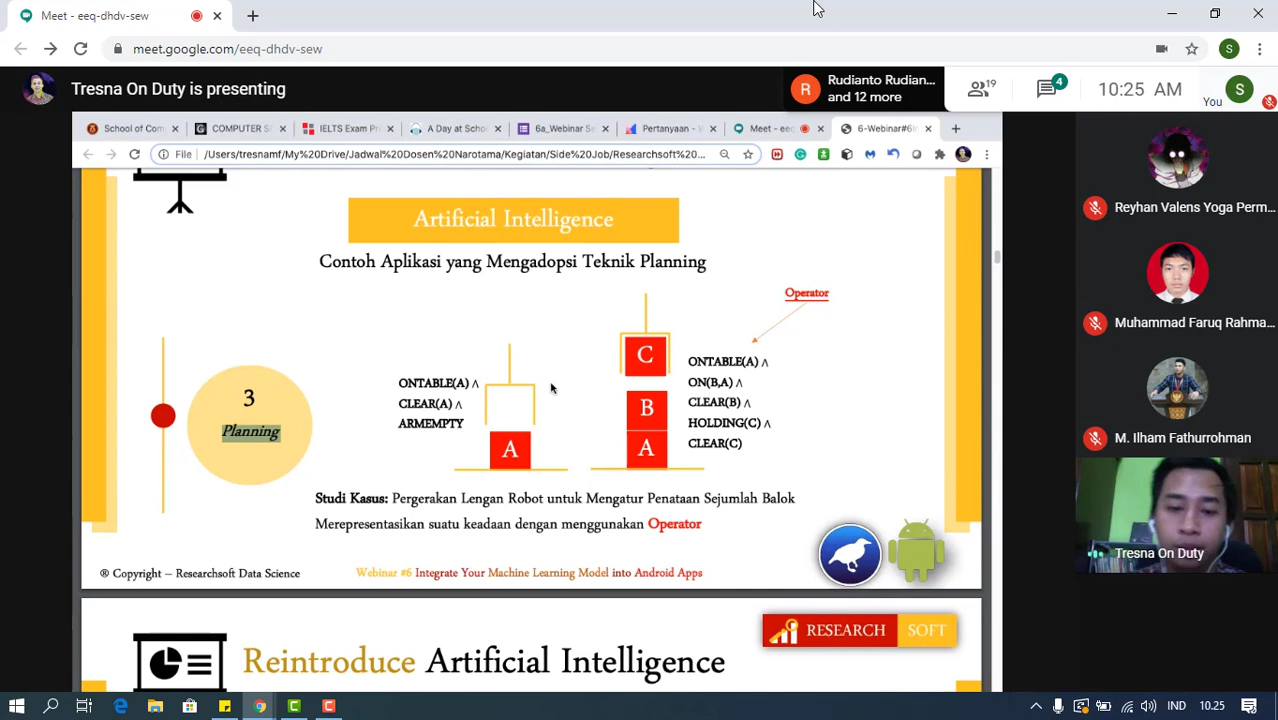 Meet - eeq-dhdv-sew
meet.google.com/eeq-dhdv-sew
S
Tresna On Duty is presenting
R
Rudianto Rudian...
and 12 more
19
4
10:25 AM
You
S
School of Com
COMPUTER S
IELTS Exam Pr
A Day at Scho
6a_Webinar Se
Pertanyaan - W
Meet - eeq
6-Webinar#6In
File
/Users/tresnamf/My%20Drive/Jadwal%20Dosen%20Narotama/Kegiatan/Side%20Job/Researchsoft%20...
Artificial Intelligence
Contoh Aplikasi yang Mengadopsi Teknik Planning
Operator
3
Planning
ONTABLE(A) ∧
CLEAR(A) ∧
ARMEMPTY
A
C
B
A
ONTABLE(A) ∧
ON(B,A) ∧
CLEAR(B) ∧
HOLDING(C) ∧
CLEAR(C)
Studi Kasus: Pergerakan Lengan Robot untuk Mengatur Penataan Sejumlah Balok
Merepresentasikan suatu keadaan dengan menggunakan Operator
® Copyright – Researchsoft Data Science
Webinar #6 Integrate Your Machine Learning Model into Android Apps
RESEARCH SOFT
Reintroduce Artificial Intelligence
Reyhan Valens Yoga Perm...
Muhammad Faruq Rahma...
M. Ilham Fathurrohman
Tresna On Duty
IND
10.25